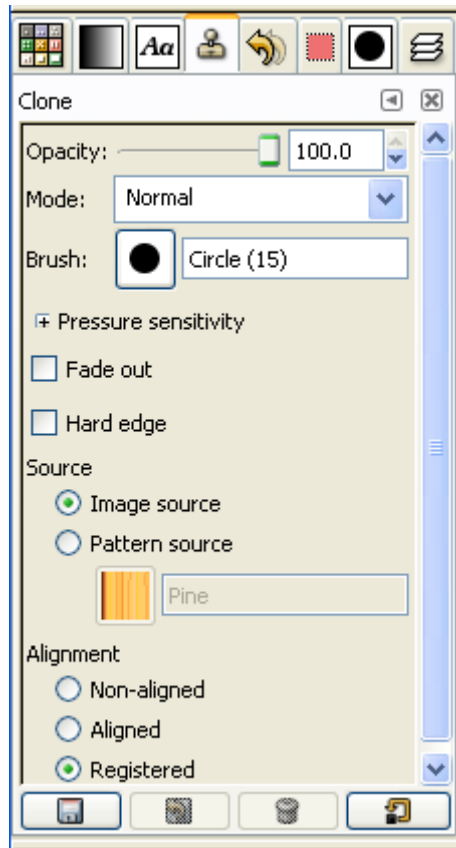 Aa
Clone
Opacity: 100.0
Mode: Normal
Brush: Circle (15)
Pressure sensitivity
Fade out
Hard edge
Source
Image source
Pattern source
Pine
Alignment
Non-aligned
Aligned
Registered